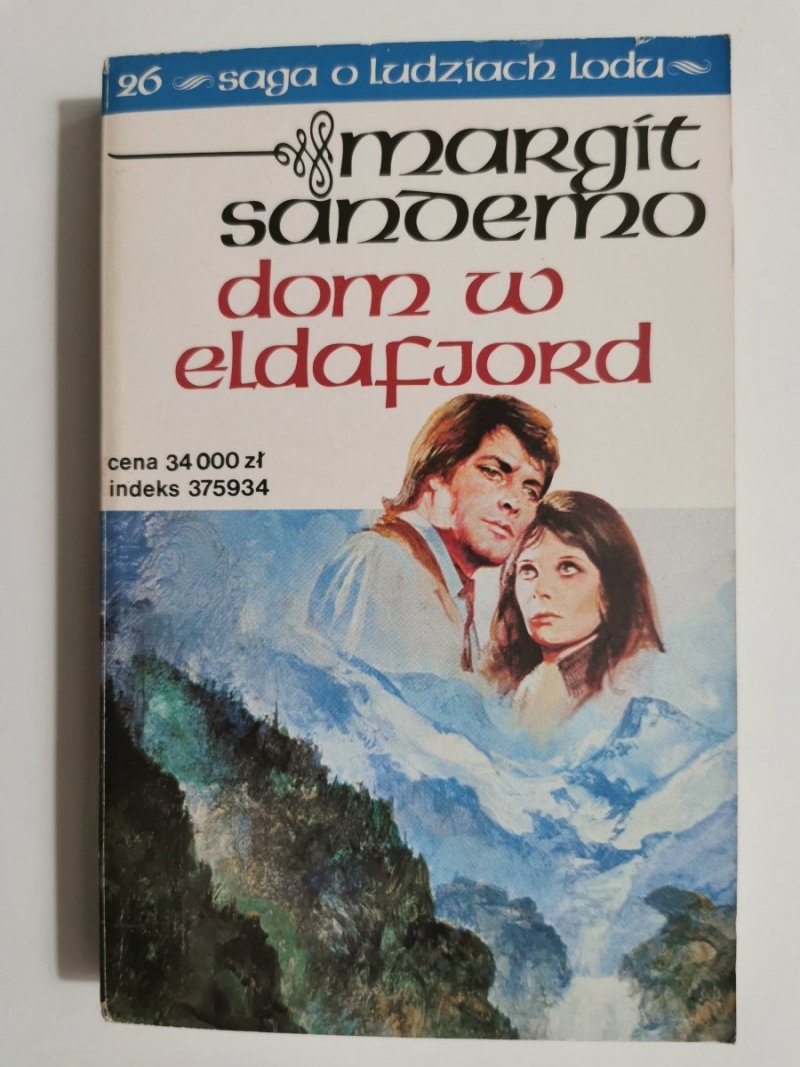 26 saga o ludziach lodu
margit
sandemo
dom w
eldafjord
cena 34 000 zł
indeks 375934